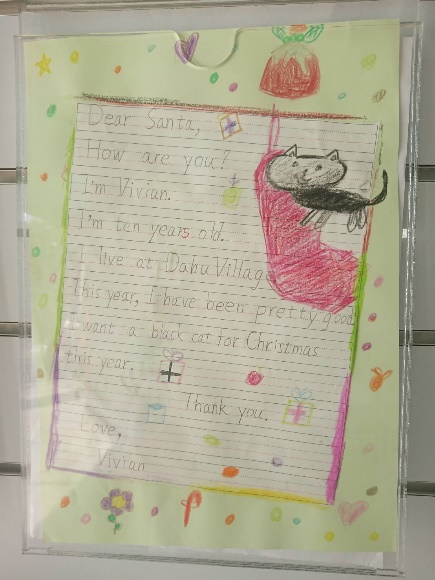 Dear Santa,
How are you?
I'm Vivian.
I'm ten years old.
I live at Dahu Village
This year, I have been pretty good
I want a black cat for Christmas
this year.
Thank you.
Love,
Vivian